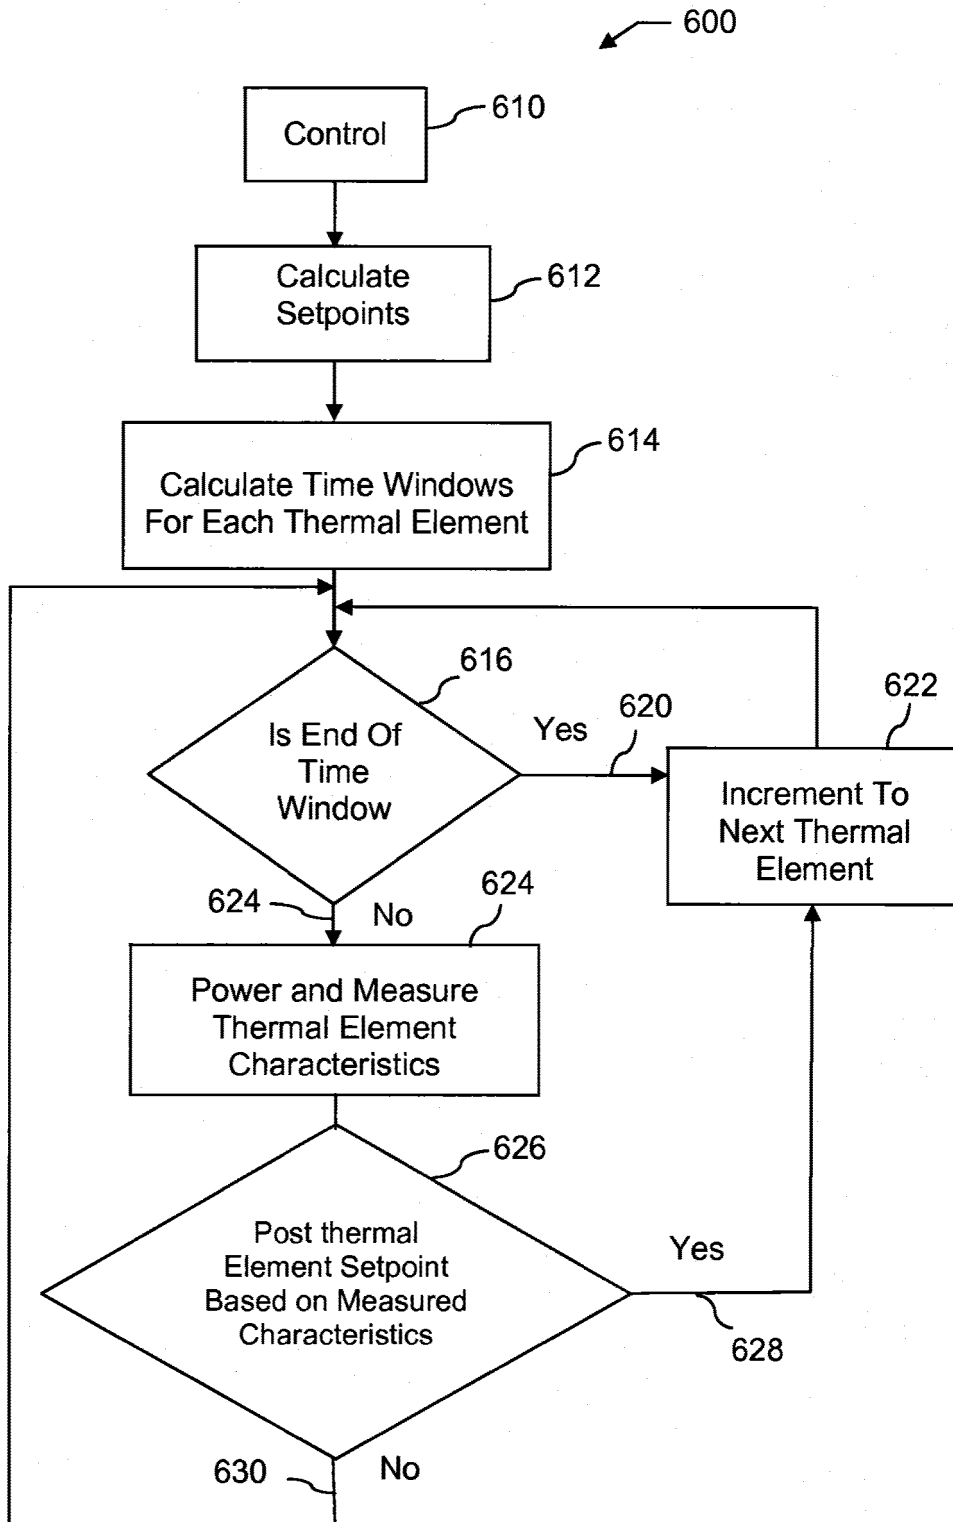 600
610
Control
612
Calculate
Setpoints
614
Calculate Time Windows
For Each Thermal Element
616
Is End Of
Time
Window
Yes
620
622
Increment To
Next Thermal
Element
624
No
624
Power and Measure
Thermal Element
Characteristics
626
Post thermal
Element Setpoint
Based on Measured
Characteristics
Yes
628
630
No